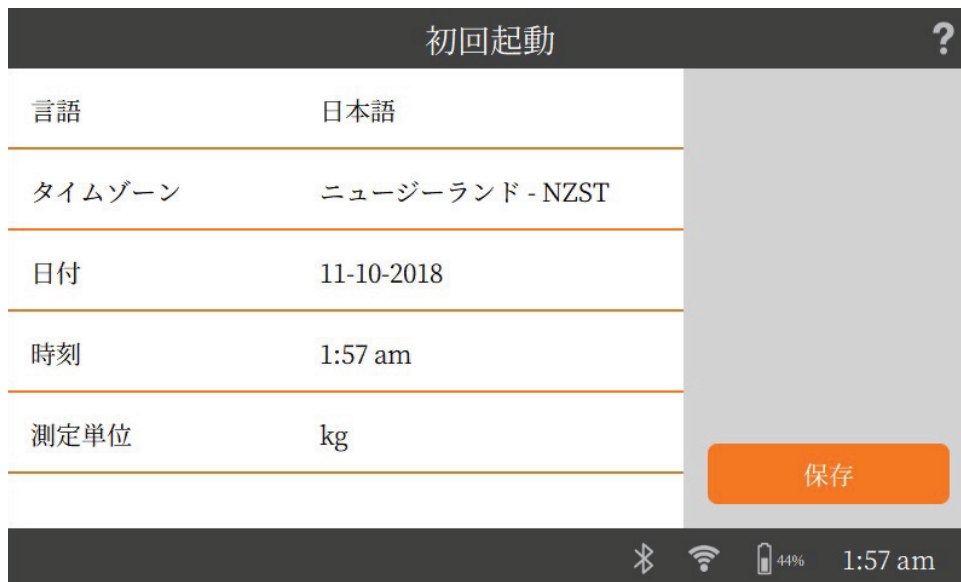 初回起動 ?
言語 日本語
タイムゾーン ニュージーランド - NZST
日付 11-10-2018
時刻 1:57 am
測定単位 kg
保存
44% 1:57 am